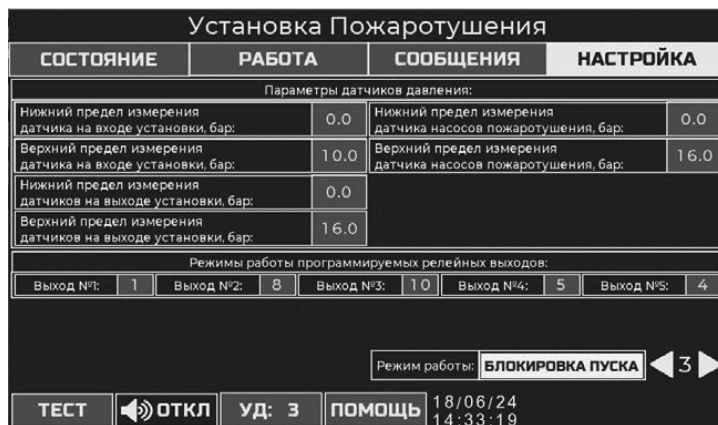 Установка Пожаротушения
СОСТОЯНИЕ РАБОТА СООБЩЕНИЯ НАСТРОЙКА
Параметры датчиков давления:
Нижний предел измерения
датчика на входе установки, бар: 0.0
Нижний предел измерения
датчика насосов пожаротушения, бар: 0.0
Верхний предел измерения
датчика на входе установки, бар: 10.0
Верхний предел измерения
датчика насосов пожаротушения, бар: 16.0
Нижний предел измерения
датчиков на выходе установки, бар: 0.0
Верхний предел измерения
датчиков на выходе установки, бар: 16.0
Режимы работы программируемых релейных выходов:
Выход №1: 1 Выход №2: 8 Выход №3: 10 Выход №4: 5 Выход №5: 4
Режим работы: БЛОКИРОВКА ПУСКА 3
ТЕСТ ОТКЛ УД: 3 ПОМОЩЬ 18/06/24
14:33:19